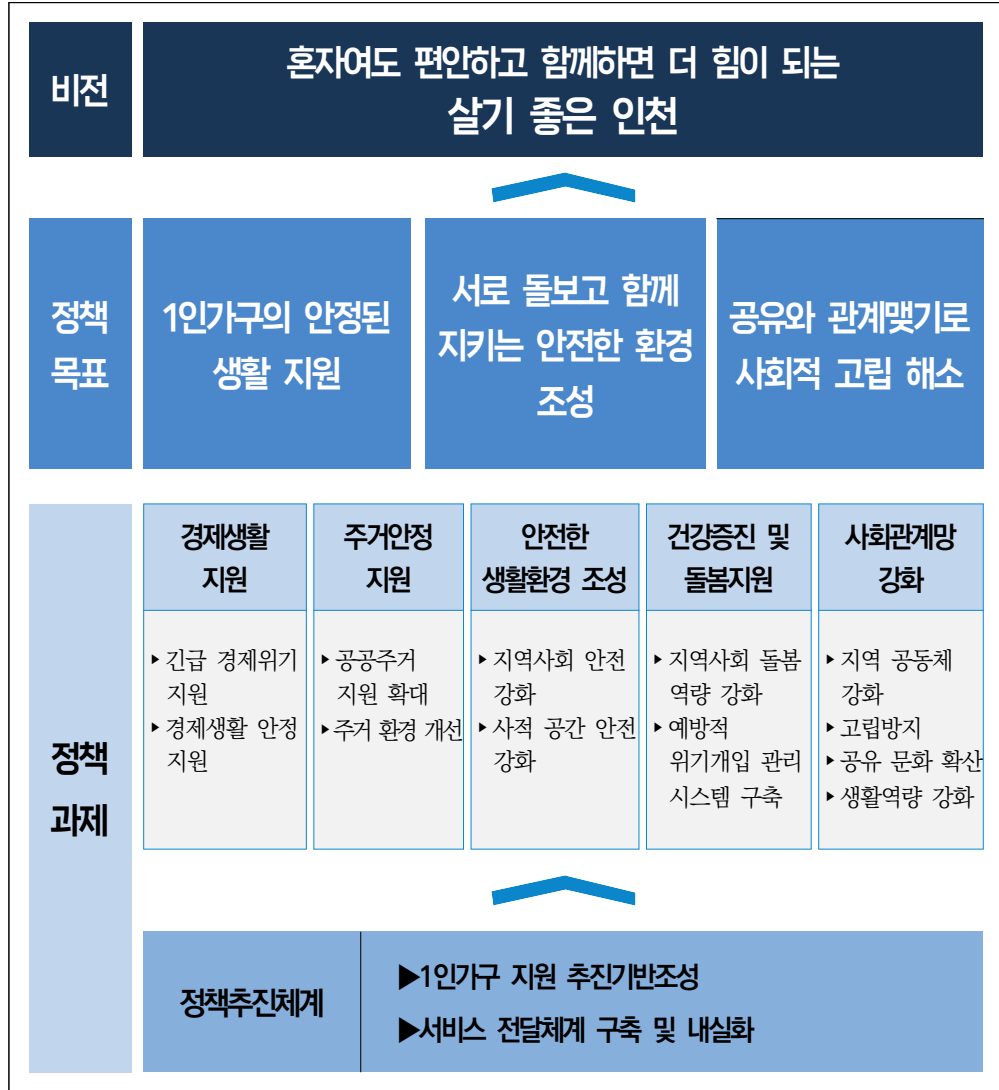 비전
혼자여도 편안하고 함께하면 더 힘이 되는
살기 좋은 인천
정책
목표
1인가구의 안정된
생활 지원
서로 돌보고 함께
지키는 안전한 환경
조성
공유와 관계맺기로
사회적 고립 해소
정책
과제
경제생활
지원
▸긴급 경제위기
지원
▸경제생활 안정
지원
주거안정
지원
▸공공주거
지원 확대
▸주거 환경 개선
안전한
생활환경 조성
▸지역사회 안전
강화
▸사적 공간 안전
강화
건강증진 및
돌봄지원
▸지역사회 돌봄
역량 강화
▸예방적
위기개입 관리
시스템 구축
사회관계망
강화
▸지역 공동체
강화
▸고립방지
▸공유 문화 확산
▸생활역량 강화
정책추진체계
▶1인가구 지원 추진기반조성
▶서비스 전달체계 구축 및 내실화